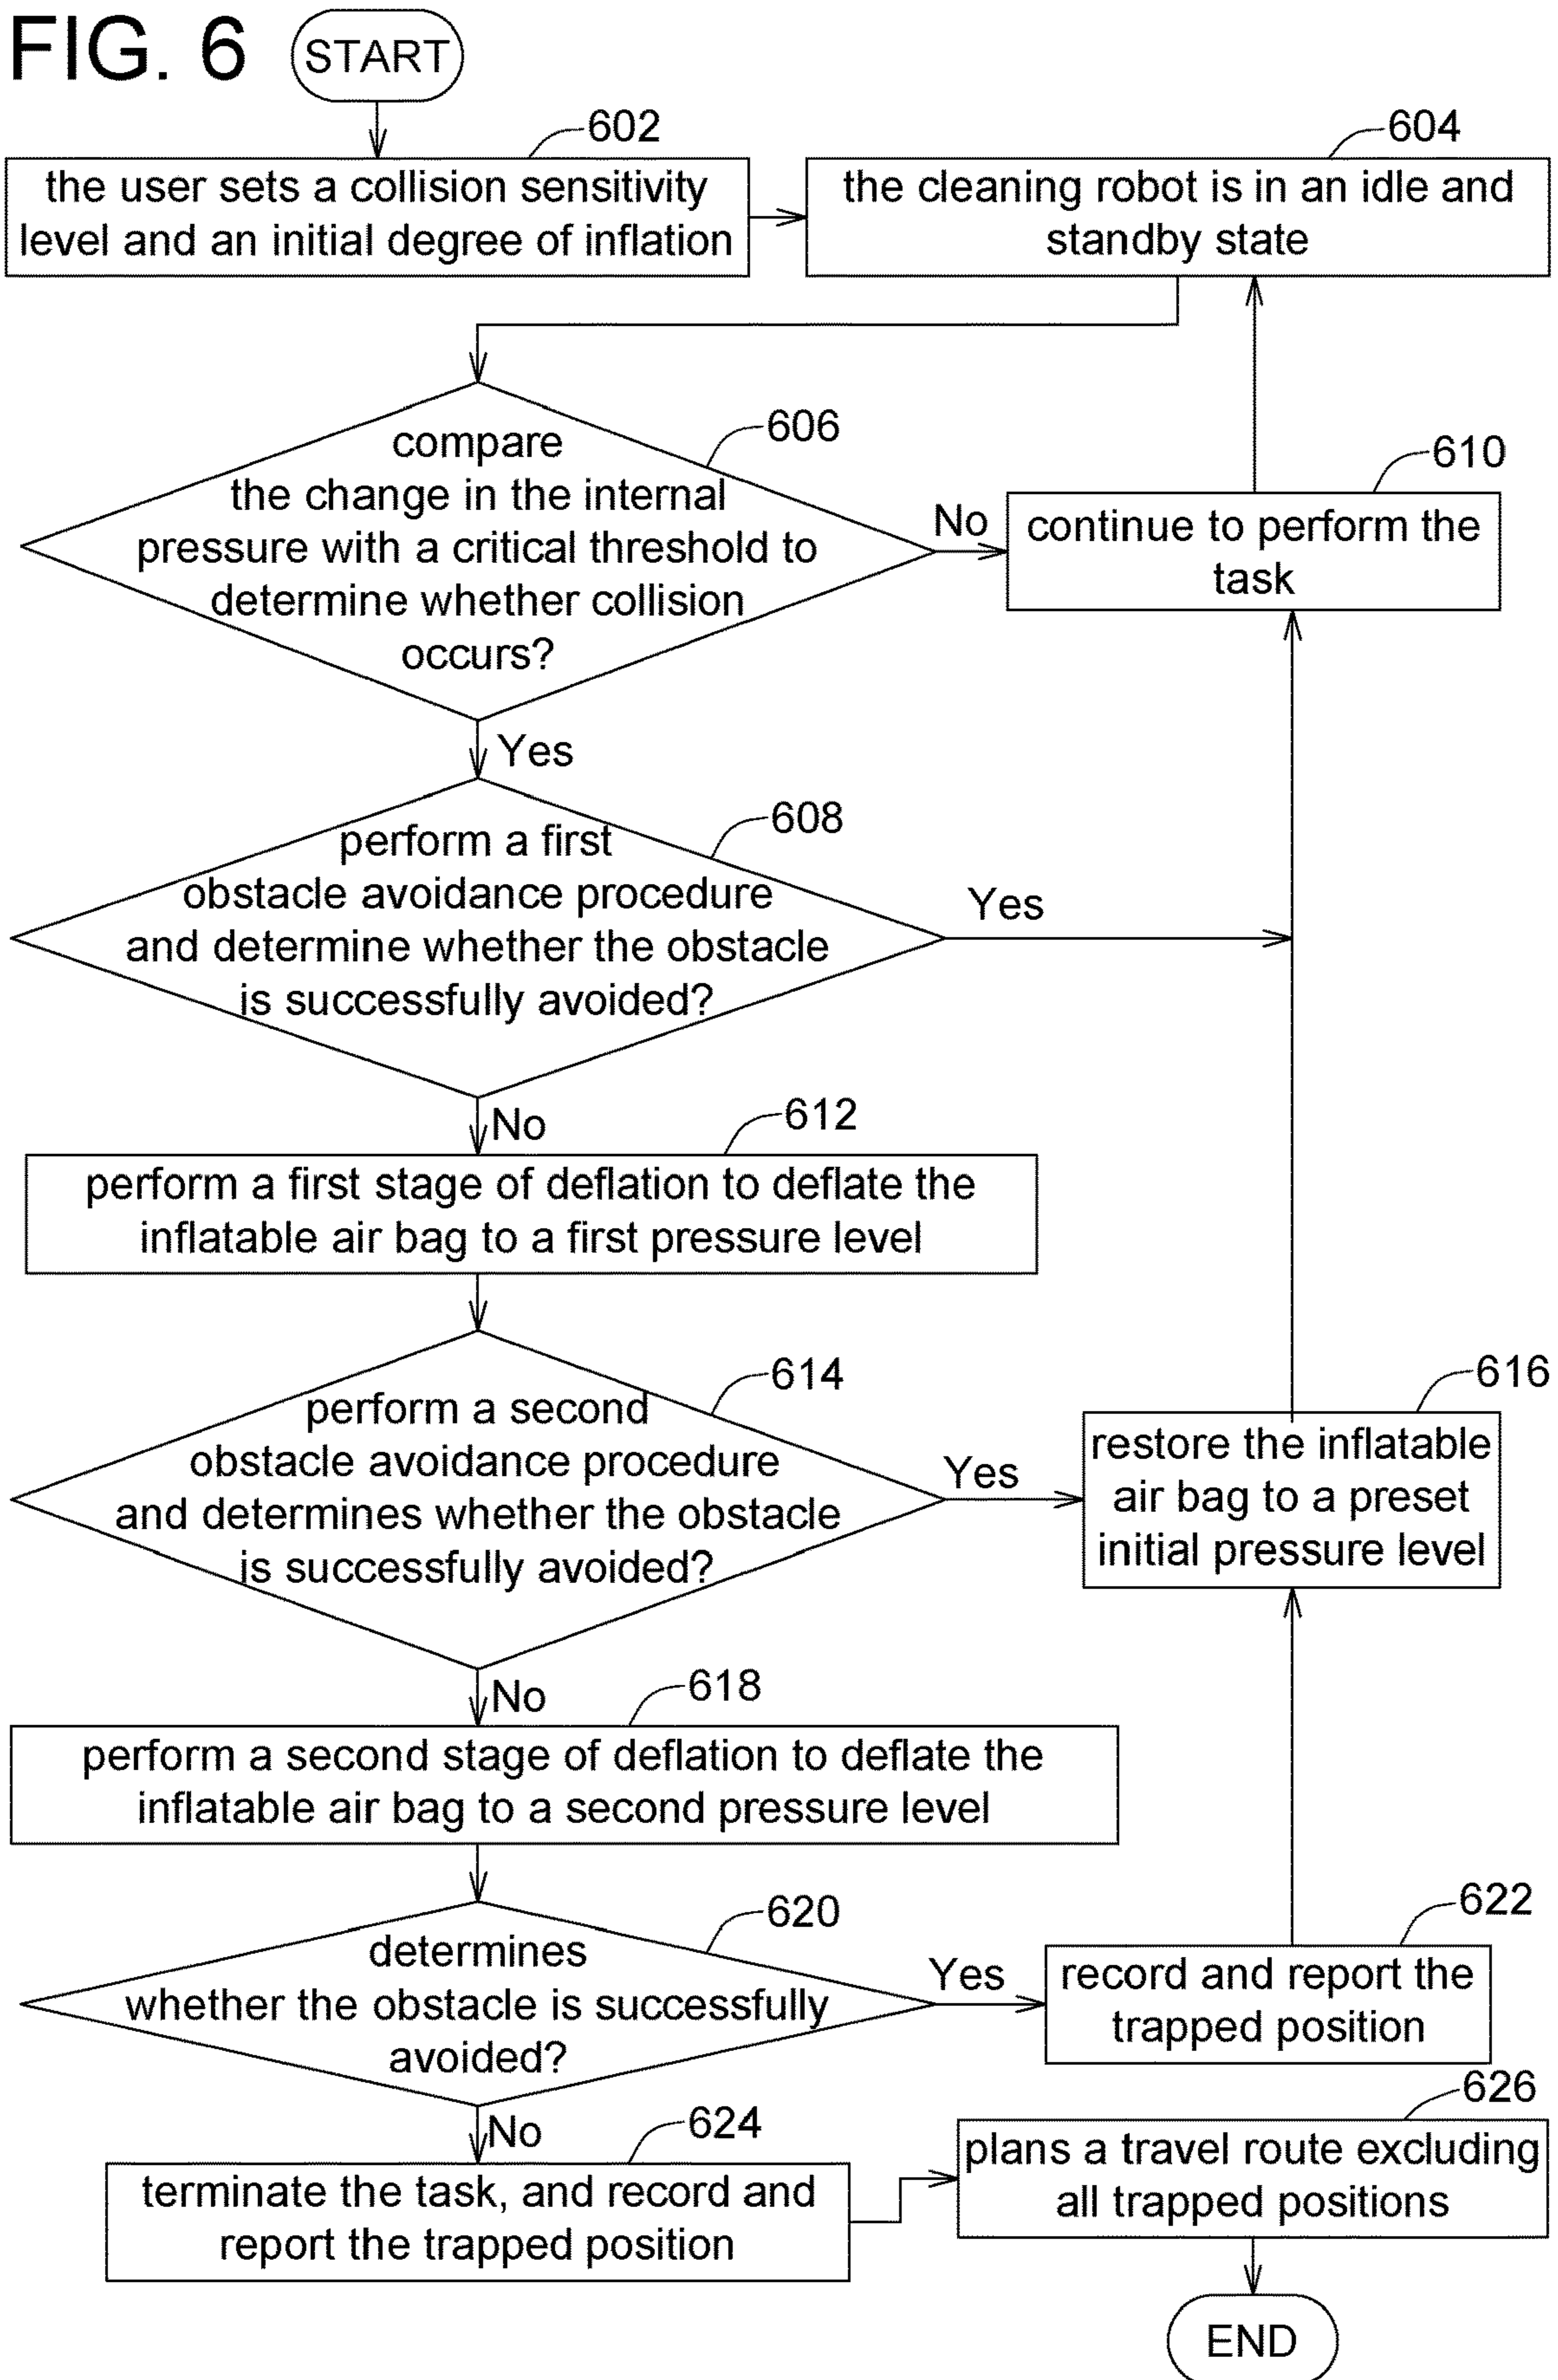 FIG. 6
START
602
the user sets a collision sensitivity
level and an initial degree of inflation
604
the cleaning robot is in an idle and
standby state
606
compare
the change in the internal
pressure with a critical threshold to
determine whether collision
occurs?
No
610
continue to perform the
task
Yes
608
perform a first
obstacle avoidance procedure
and determine whether the obstacle
is successfully avoided?
Yes
No
612
perform a first stage of deflation to deflate the
inflatable air bag to a first pressure level
614
perform a second
obstacle avoidance procedure
and determines whether the obstacle
is successfully avoided?
Yes
616
restore the inflatable
air bag to a preset
initial pressure level
No
618
perform a second stage of deflation to deflate the
inflatable air bag to a second pressure level
620
determines
whether the obstacle is successfully
avoided?
Yes
622
record and report the
trapped position
No
624
terminate the task, and record and
report the trapped position
626
plans a travel route excluding
all trapped positions
END